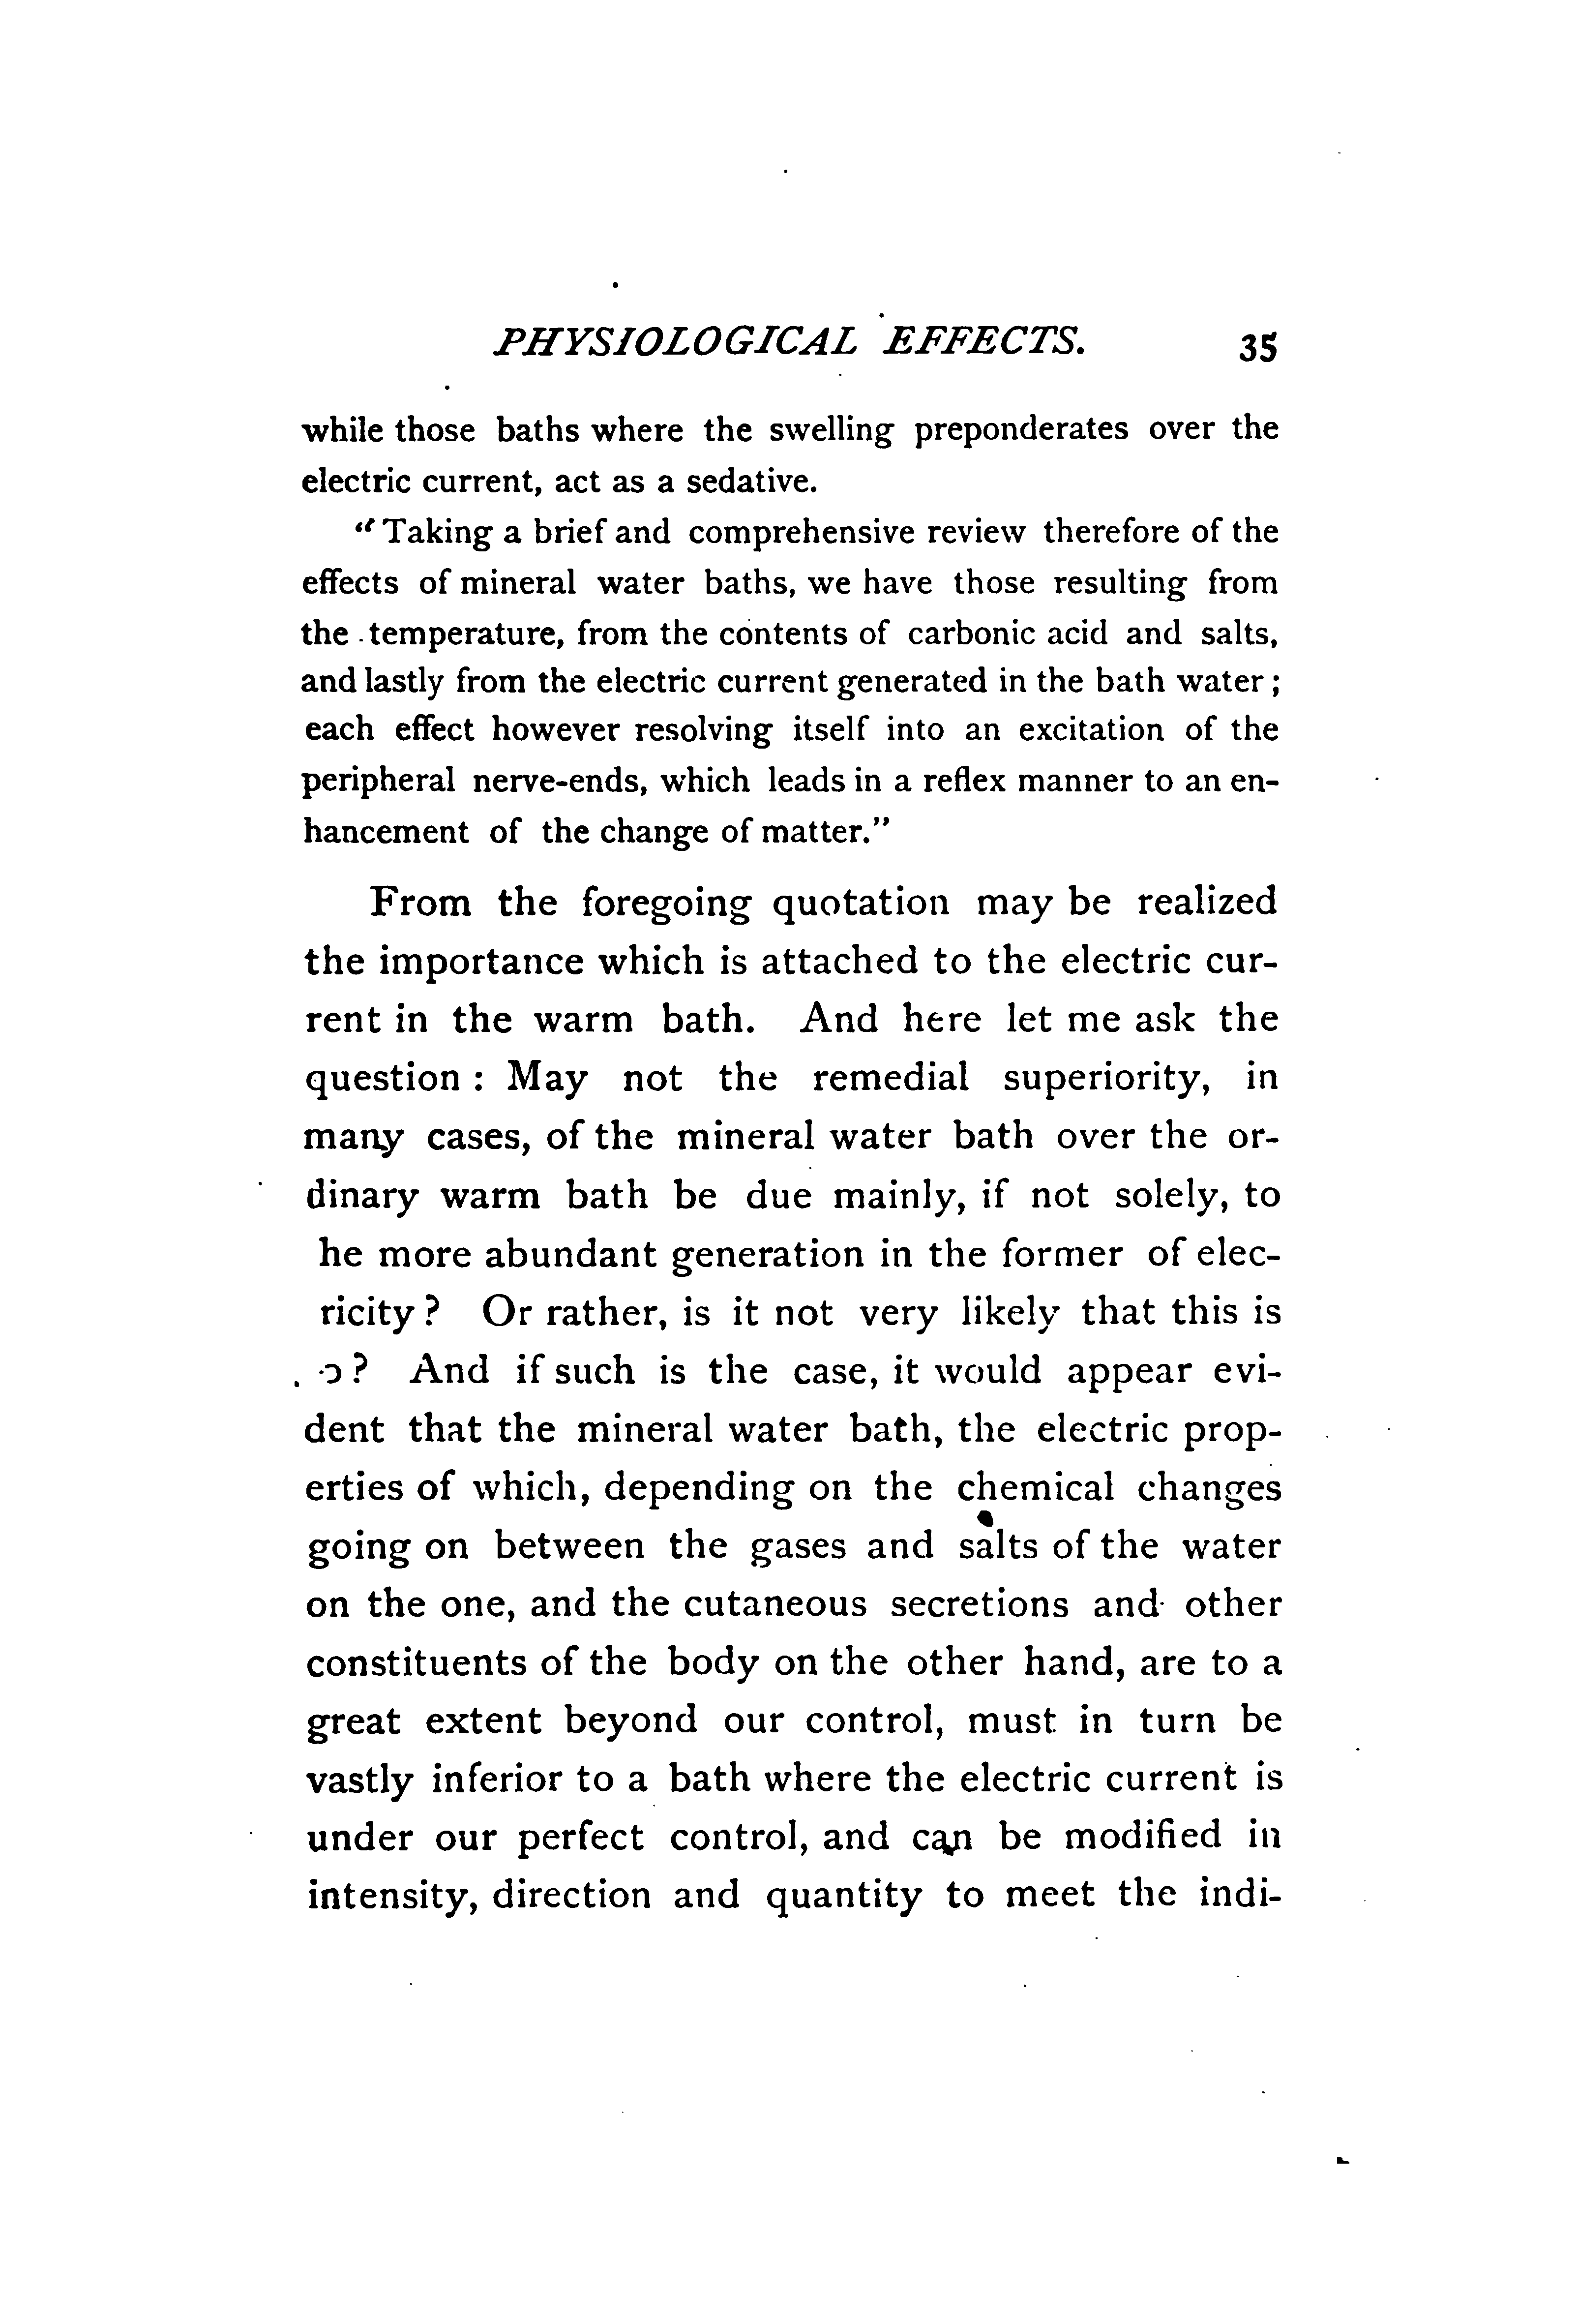 PHYSIOLOGICAL EFFECTS. 35
while those baths where the swelling preponderates over the
electric current, act as a sedative.
“Taking a brief and comprehensive review therefore of the
effects of mineral water baths, we have those resulting from
the temperature, from the contents of carbonic acid and salts,
and lastly from the electric current generated in the bath water;
each effect however resolving itself into an excitation of the
peripheral nerve-ends, which leads in a reflex manner to an en-
hancement of the change of matter.”
From the foregoing quotation may be realized
the importance which is attached to the electric cur-
rent in the warm bath. And here let me ask the
question : May not the remedial superiority, in
many cases, of the mineral water bath over the or-
dinary warm bath be due mainly, if not solely, to
he more abundant generation in the former of elec-
ricity? Or rather, is it not very likely that this is
o? And if such is the case, it would appear evi-
dent that the mineral water bath, the electric prop-
erties of which, depending on the chemical changes
going on between the gases and salts of the water
on the one, and the cutaneous secretions and other
constituents of the body on the other hand, are to a
great extent beyond our control, must in turn be
vastly inferior to a bath where the electric current is
under our perfect control, and can be modified in
intensity, direction and quantity to meet the indi-